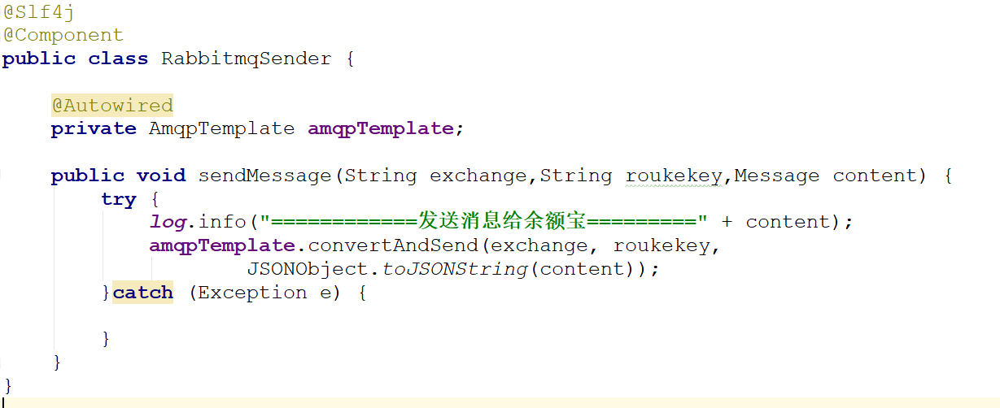 @Slf4j
@Component
public class RabbitmqSender {
@Autowired
private AmqpTemplate amqpTemplate;
public void sendMessage(String exchange,String roukekey,Message content) {
try {
log.info("============发送消息给余额宝=========" + content);
amqpTemplate.convertAndSend(exchange, roukekey,
JSONObject.toJSONString(content));
}catch (Exception e) {
}
}
}